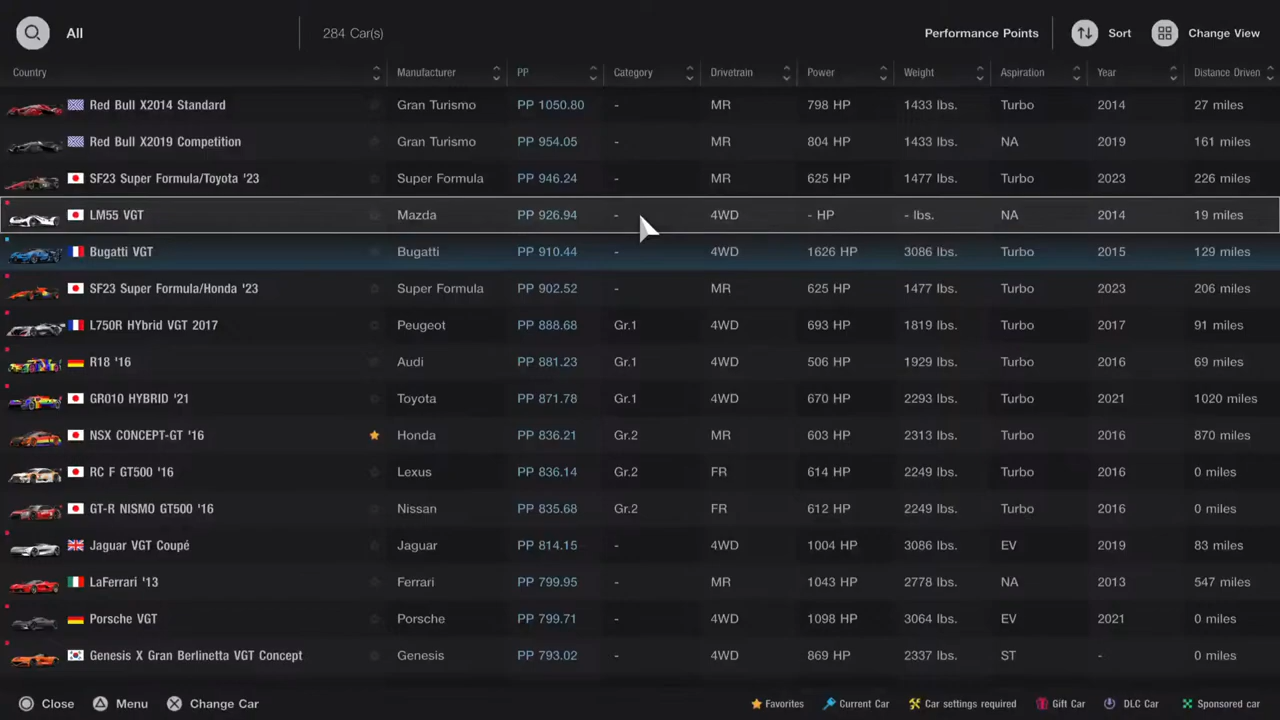 All 284 Car(s) Performance Points Sort Change View
Country Manufacturer PP Category Drivetrain Power Weight Aspiration Year Distance Driven
Red Bull X2014 Standard Gran Turismo PP 1050.80 - MR 798 HP 1433 lbs. Turbo 2014 27 miles
Red Bull X2019 Competition Gran Turismo PP 954.05 - MR 804 HP 1433 lbs. NA 2019 161 miles
SF23 Super Formula/Toyota '23 Super Formula PP 946.24 - MR 625 HP 1477 lbs. Turbo 2023 226 miles
LM55 VGT Mazda PP 926.94 - 4WD - HP - lbs. NA 2014 19 miles
Bugatti VGT Bugatti PP 910.44 - 4WD 1626 HP 3086 lbs. Turbo 2015 129 miles
SF23 Super Formula/Honda '23 Super Formula PP 902.52 - MR 625 HP 1477 lbs. Turbo 2023 206 miles
L750R HYbrid VGT 2017 Peugeot PP 888.68 Gr.1 4WD 693 HP 1819 lbs. Turbo 2017 91 miles
R18 '16 Audi PP 881.23 Gr.1 4WD 506 HP 1929 lbs. Turbo 2016 69 miles
GR010 HYBRID '21 Toyota PP 871.78 Gr.1 4WD 670 HP 2293 lbs. Turbo 2021 1020 miles
NSX CONCEPT-GT '16 Honda PP 836.21 Gr.2 MR 603 HP 2313 lbs. Turbo 2016 870 miles
RC F GT500 '16 Lexus PP 836.14 Gr.2 FR 614 HP 2249 lbs. Turbo 2016 0 miles
GT-R NISMO GT500 '16 Nissan PP 835.68 Gr.2 FR 612 HP 2249 lbs. Turbo 2016 0 miles
Jaguar VGT Coupé Jaguar PP 814.15 - 4WD 1004 HP 3086 lbs. EV 2019 83 miles
LaFerrari '13 Ferrari PP 799.95 - MR 1043 HP 2778 lbs. NA 2013 547 miles
Porsche VGT Porsche PP 799.71 - 4WD 1098 HP 3064 lbs. EV 2021 0 miles
Genesis X Gran Berlinetta VGT Concept Genesis PP 793.02 - 4WD 869 HP 2337 lbs. ST - 0 miles
Close Menu Change Car Favorites Current Car Car settings required Gift Car DLC Car Sponsored car